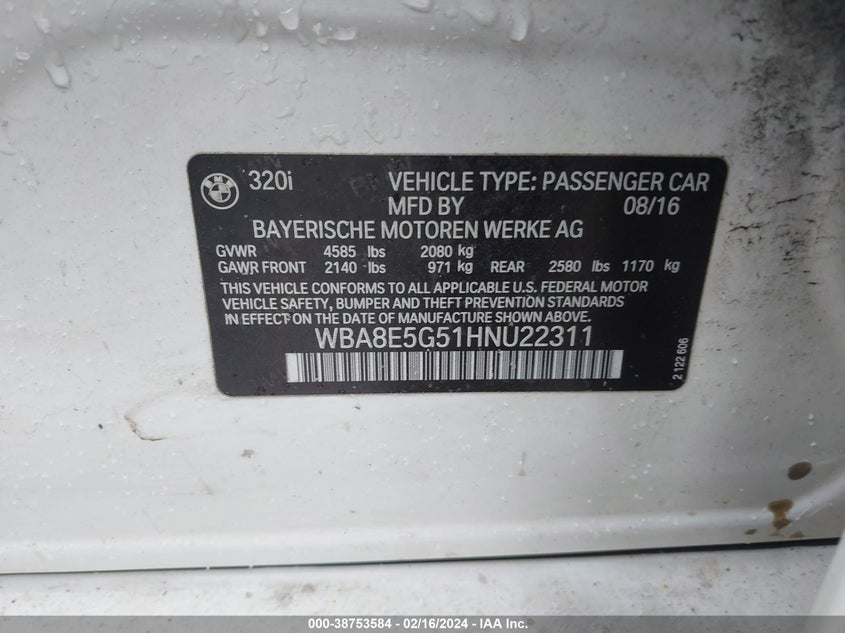 BMW
320i VEHICLE TYPE: PASSENGER CAR
MFD BY 08/16
BAYERISCHE MOTOREN WERKE AG
GVWR 4585 lbs 2080 kg
GAWR FRONT 2140 lbs 971 kg REAR 2580 lbs 1170 kg
THIS VEHICLE CONFORMS TO ALL APPLICABLE U.S. FEDERAL MOTOR
VEHICLE SAFETY, BUMPER AND THEFT PREVENTION STANDARDS
IN EFFECT ON THE DATE OF MANUFACTURE SHOWN ABOVE.
WBA8E5G51HNU22311
2 122 606
000-38753584 - 02/16/2024 - IAA Inc.